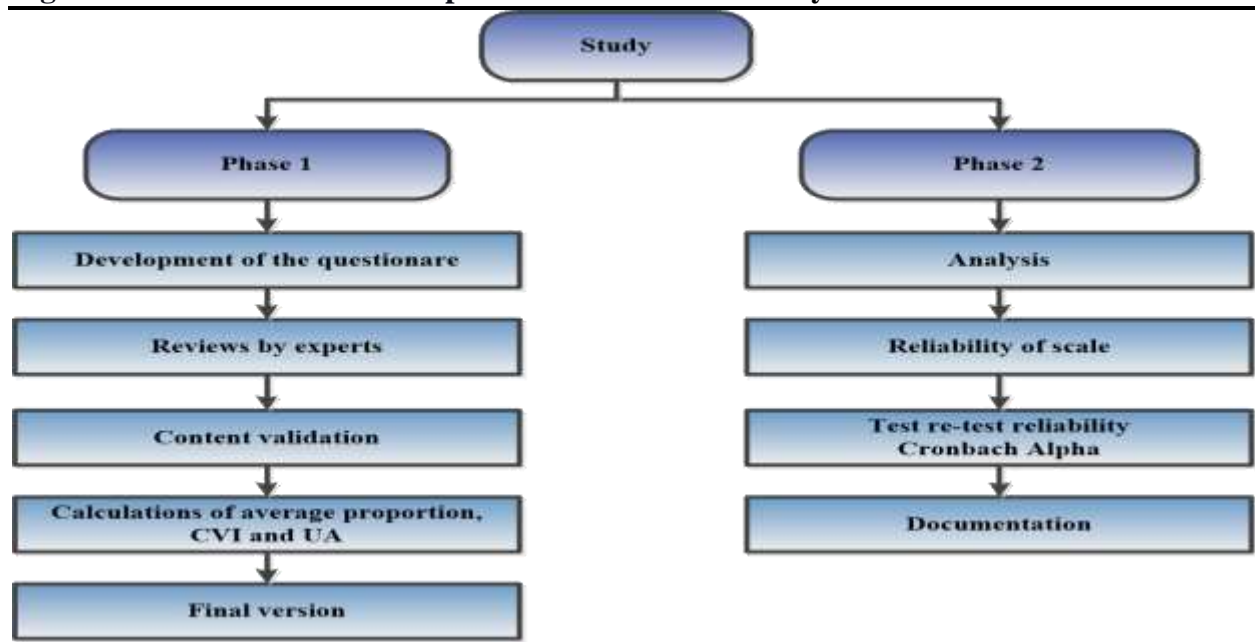 Study
Phase 1
Development of the questionare
Reviews by experts
Content validation
Calculations of average proportion,
CVI and UA
Final version
Phase 2
Analysis
Reliability of scale
Test re-test reliability
Cronbach Alpha
Documentation